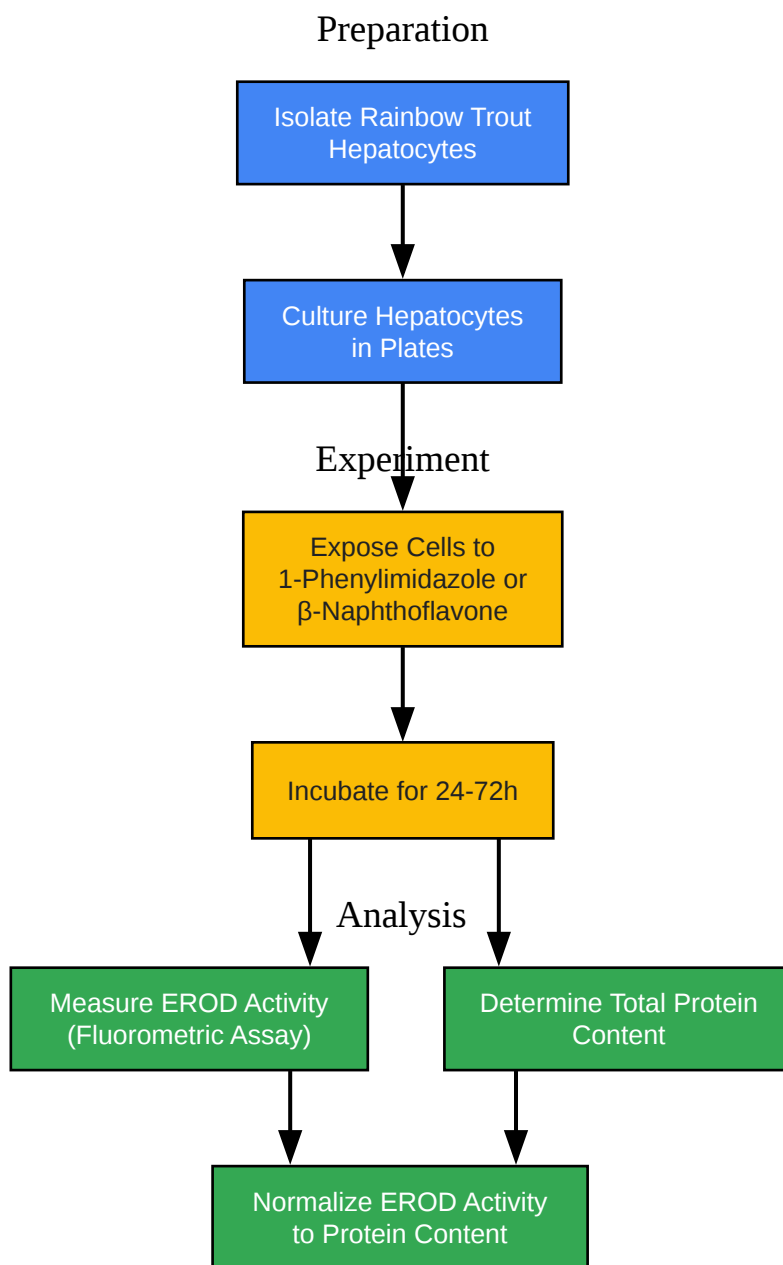 Preparation
Isolate Rainbow Trout
Hepatocytes
Culture Hepatocytes
in Plates
Experiment
Expose Cells to
1-Phenylimidazole or
β-Naphthoflavone
Incubate for 24-72h
Analysis
Measure EROD Activity
(Fluorometric Assay)
Determine Total Protein
Content
Normalize EROD Activity
to Protein Content